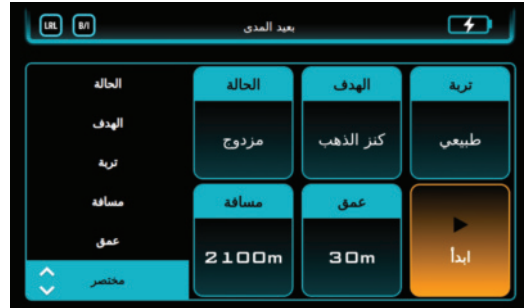 LRL B/I بعيد المدى
تربة الهدف الحالة
طبيعي كنز الذهب مزدوج
ابدأ عمق مسافة
30m 2100m
الحالة
الهدف
تربة
مسافة
عمق
مختصر